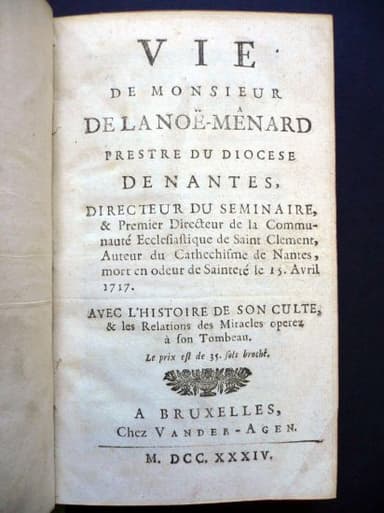 VIE
DE MONSIEUR
DE LA NOË-MÊNARD
PRESTRE DU DIOCESE
DE NANTES,
DIRECTEUR DU SEMINAIRE,
& Premier Directeur de la Commu-
nauté Ecclesiastique de Saint Clement,
Auteur du Cathechisme de Nantes,
mort en odeur de Sainteté le 15. Avril
1717.
AVEC L'HISTOIRE DE SON CULTE,
& les Relations des Miracles operez
à son Tombeau.
Le prix est de 35. sols broché.
A BRUXELLES,
Chez VANDER-AGEN.
M. DCC. XXXIV.